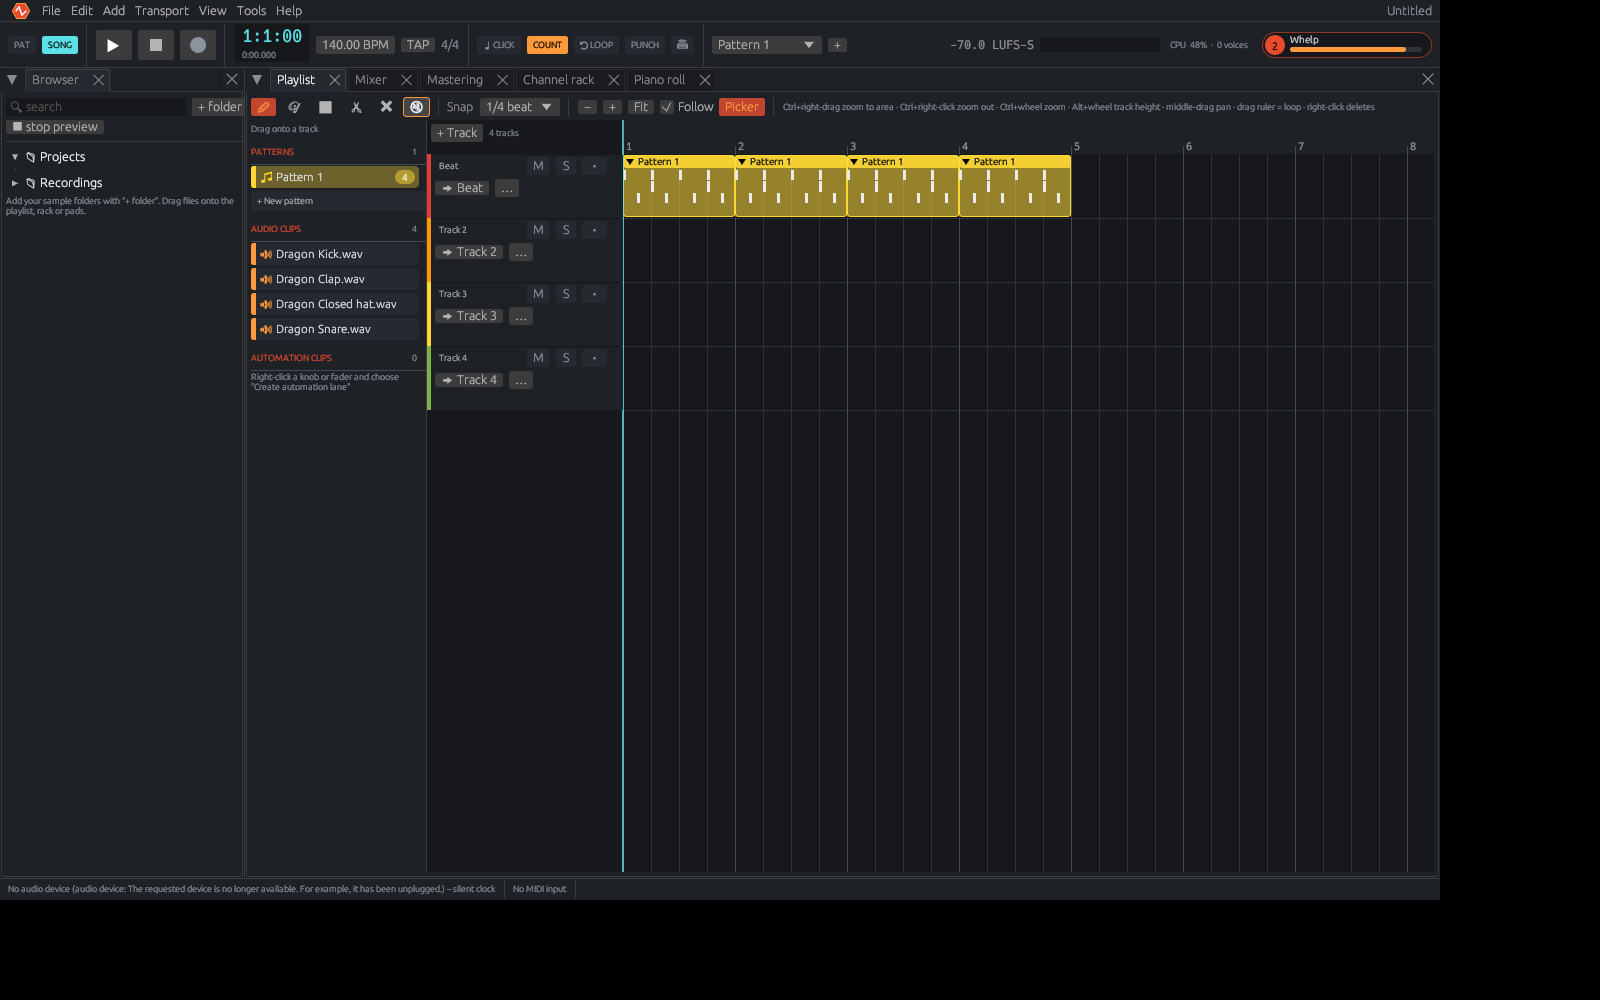 File Edit Add Transport View Tools Help Untitled
PAT SONG 1:1:00 0:00.000 140.00 BPM TAP 4/4 CLICK COUNT LOOP PUNCH Pattern 1 + -70.0 LUFS-S CPU 48% · 0 voices 2 Whelp
Browser Playlist Mixer Mastering Channel rack Piano roll
search + folder Snap 1/4 beat − + Fit Follow Picker Ctrl+right-drag zoom to area · Ctrl+right-click zoom out · Ctrl+wheel zoom · Alt+wheel track height · middle-drag pan · drag ruler = loop · right-click deletes
stop preview
Projects
Recordings
Add your sample folders with "+ folder". Drag files onto the
playlist, rack or pads.
Drag onto a track
PATTERNS 1
Pattern 1 4
+ New pattern
AUDIO CLIPS 4
Dragon Kick.wav
Dragon Clap.wav
Dragon Closed hat.wav
Dragon Snare.wav
AUTOMATION CLIPS 0
Right-click a knob or fader and choose
"Create automation lane"
+ Track 4 tracks
1 2 3 4 5 6 7 8
Beat M S
Beat ...
Pattern 1 Pattern 1 Pattern 1 Pattern 1
Track 2 M S
Track 2 ...
Track 3 M S
Track 3 ...
Track 4 M S
Track 4 ...
No audio device (audio device: The requested device is no longer available. For example, it has been unplugged.) – silent clock No MIDI input